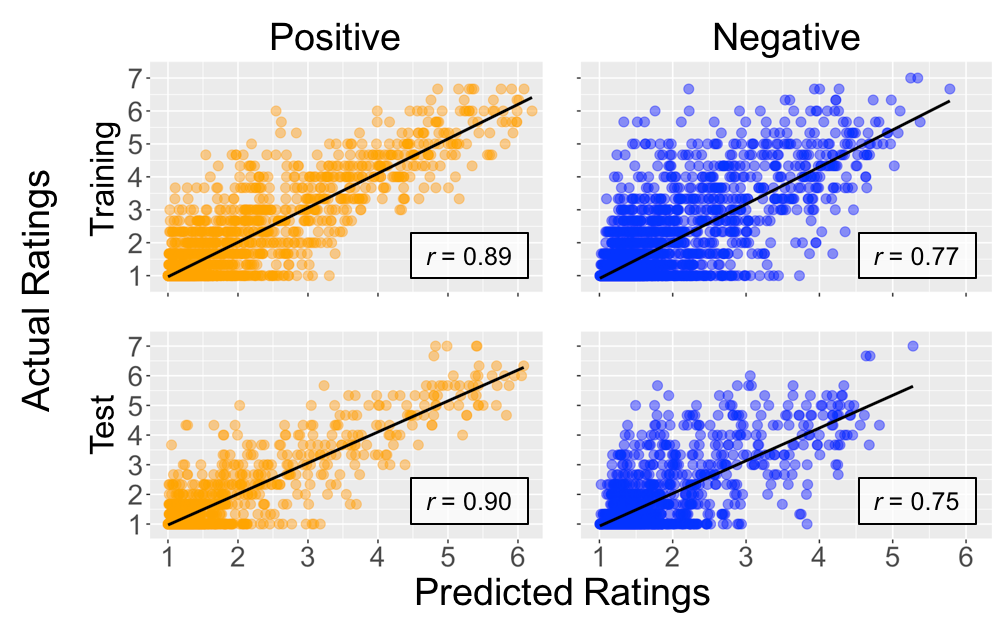 Positive
Negative
Actual Ratings
Training
7
6
5
4
3
2
1
r = 0.89
r = 0.77
Test
7
6
5
4
3
2
1
r = 0.90
r = 0.75
1 2 3 4 5 6
1 2 3 4 5 6
Predicted Ratings